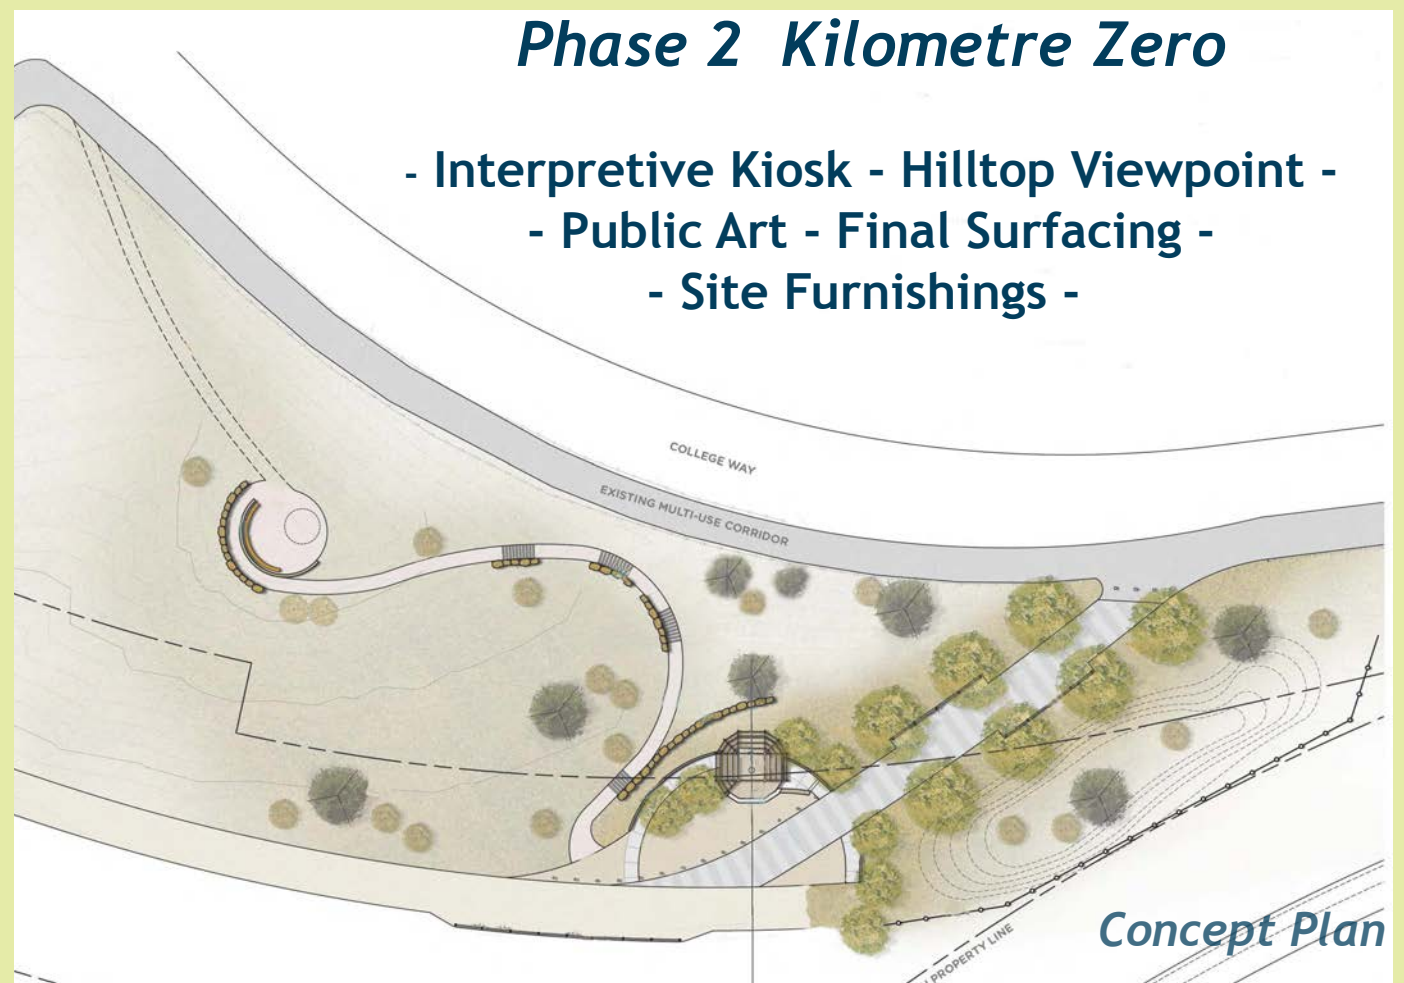 Phase 2 Kilometre Zero
- Interpretive Kiosk - Hilltop Viewpoint -
- Public Art - Final Surfacing -
- Site Furnishings -
COLLEGE WAY
EXISTING MULTI-USE CORRIDOR
PROPERTY LINE
Concept Plan